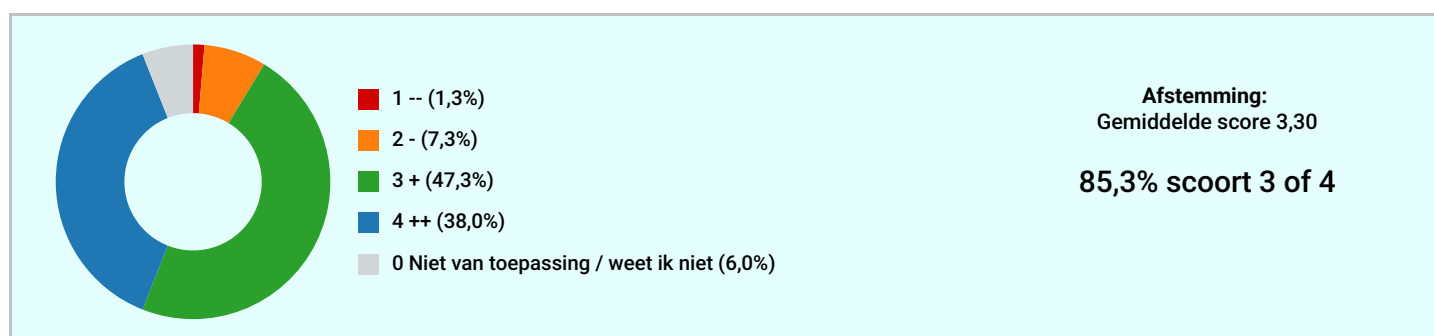 1 -- (1,3%)
2 - (7,3%)
3 + (47,3%)
4 ++ (38,0%)
0 Niet van toepassing / weet ik niet (6,0%)
Afstemming:
Gemiddelde score 3,30
85,3% scoort 3 of 4